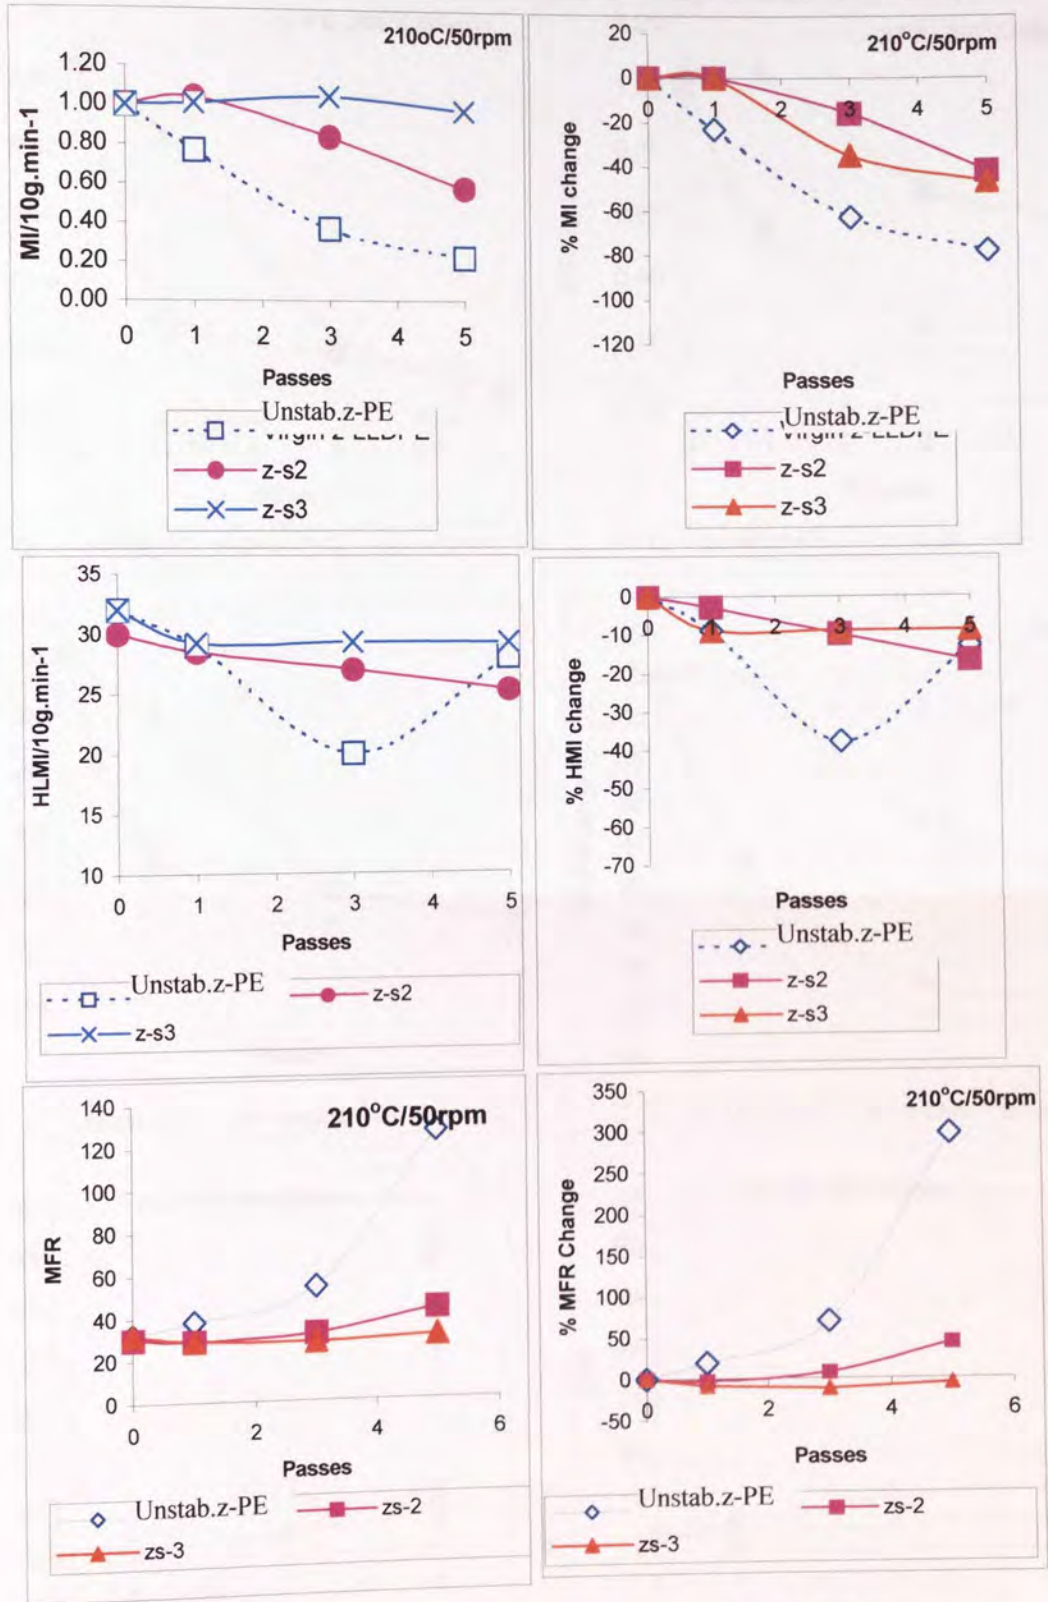 210oC/50rpm
MI/10g.min-1
1.20
1.00
0.80
0.60
0.40
0.20
0.00
0 1 2 3 4 5
Passes
Unstab.z-PE
z-s2
z-s3
210°C/50rpm
% MI change
20
0
-20
-40
-60
-80
-100
-120
0 1 2 3 4 5
Passes
Unstab.z-PE
z-s2
z-s3
HLMI/10g.min-1
35
30
25
20
15
10
0 1 2 3 4 5
Passes
Unstab.z-PE z-s2
z-s3
% HMI change
0
-10
-20
-30
-40
-50
-60
-70
0 1 2 3 4 5
Passes
Unstab.z-PE
z-s2
z-s3
210°C/50rpm
MFR
140
120
100
80
60
40
20
0
0 2 4 6
Passes
Unstab.z-PE zs-2
zs-3
210°C/50rpm
% MFR Change
350
300
250
200
150
100
50
0
-50
0 2 4 6
Passes
Unstab.z-PE zs-2
zs-3